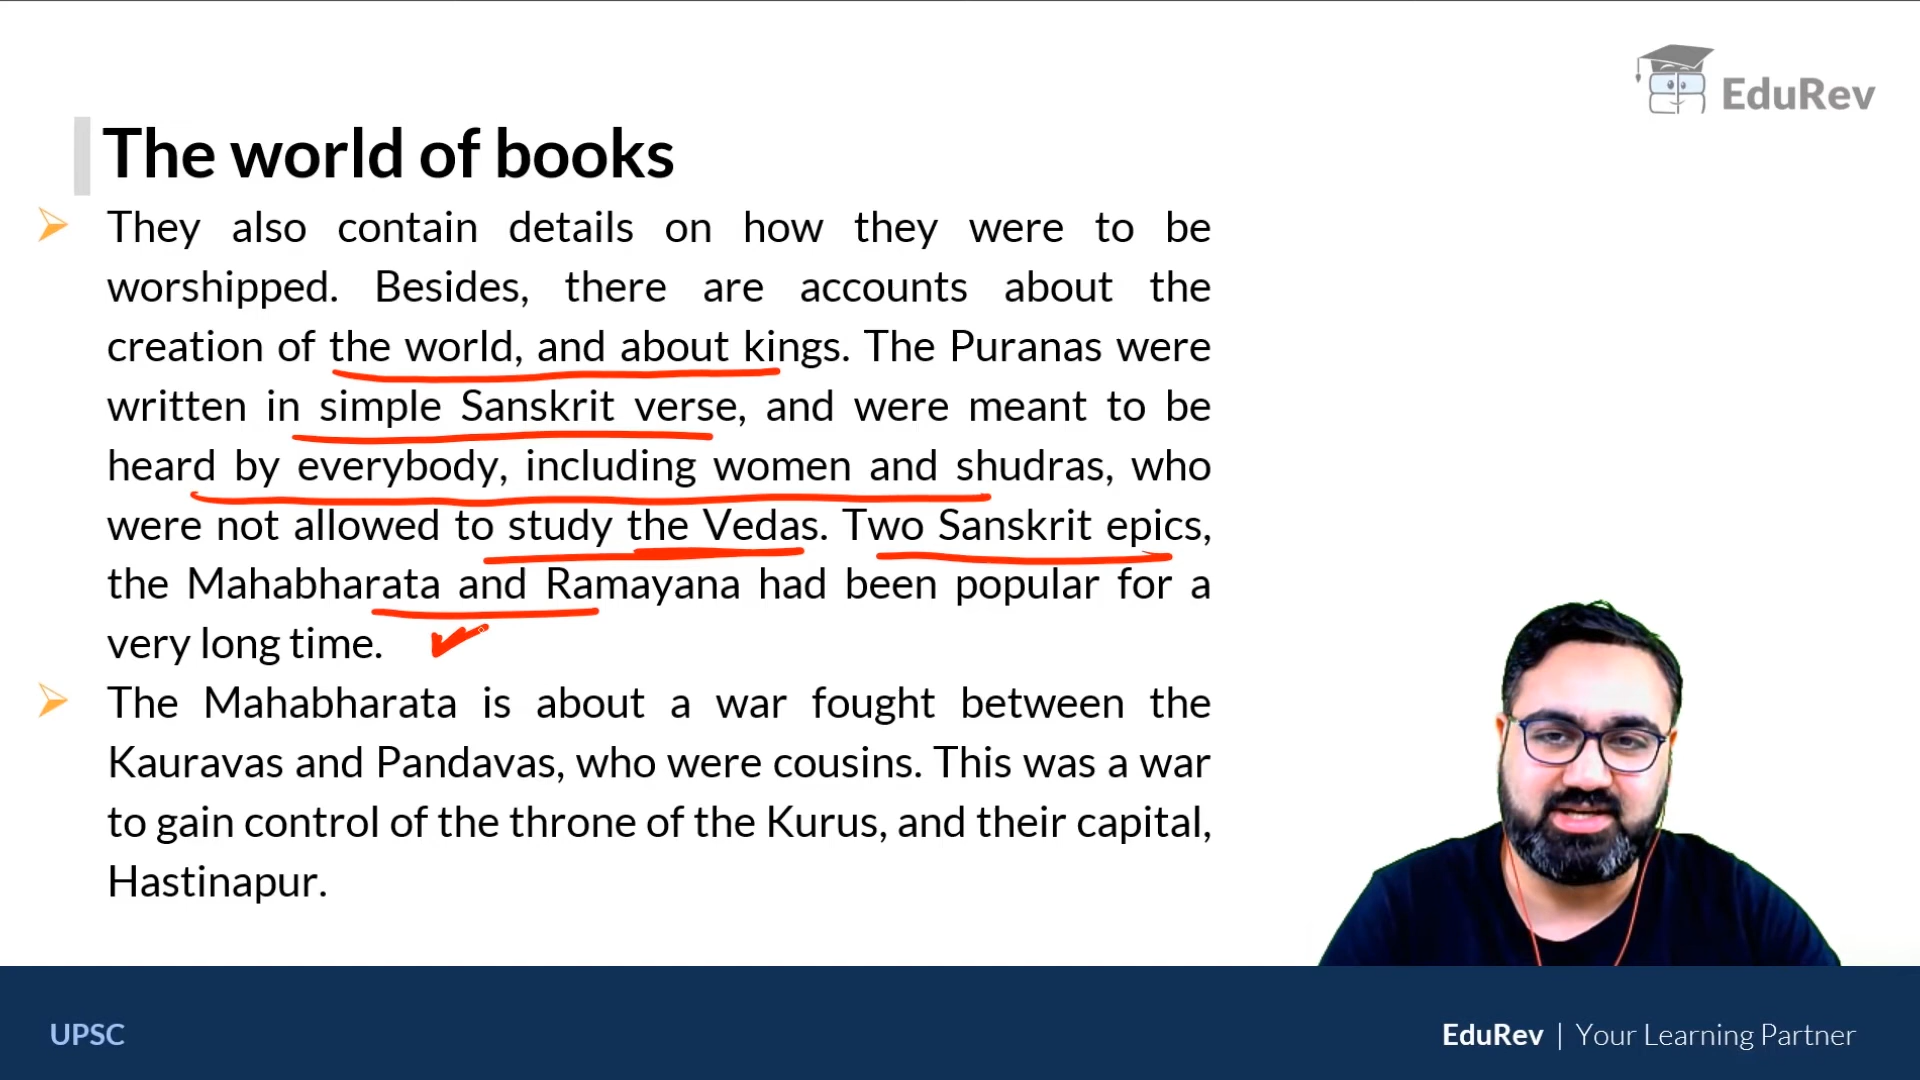 EduRev
The world of books
They also contain details on how they were to be
worshipped. Besides, there are accounts about the
creation of the world, and about kings. The Puranas were
written in simple Sanskrit verse, and were meant to be
heard by everybody, including women and shudras, who
were not allowed to study the Vedas. Two Sanskrit epics,
the Mahabharata and Ramayana had been popular for a
very long time.
The Mahabharata is about a war fought between the
Kauravas and Pandavas, who were cousins. This was a war
to gain control of the throne of the Kurus, and their capital,
Hastinapur.
UPSC
EduRev | Your Learning Partner